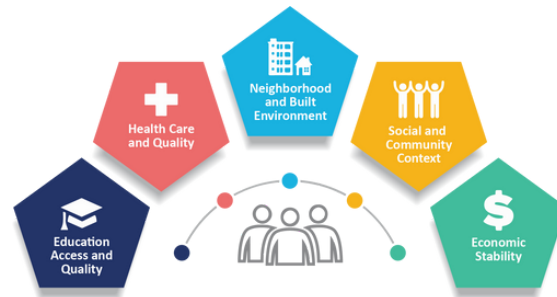 Education
Access and
Quality
Health Care
and Quality
Neighborhood
and Built
Environment
Social and
Community
Context
$
Economic
Stability